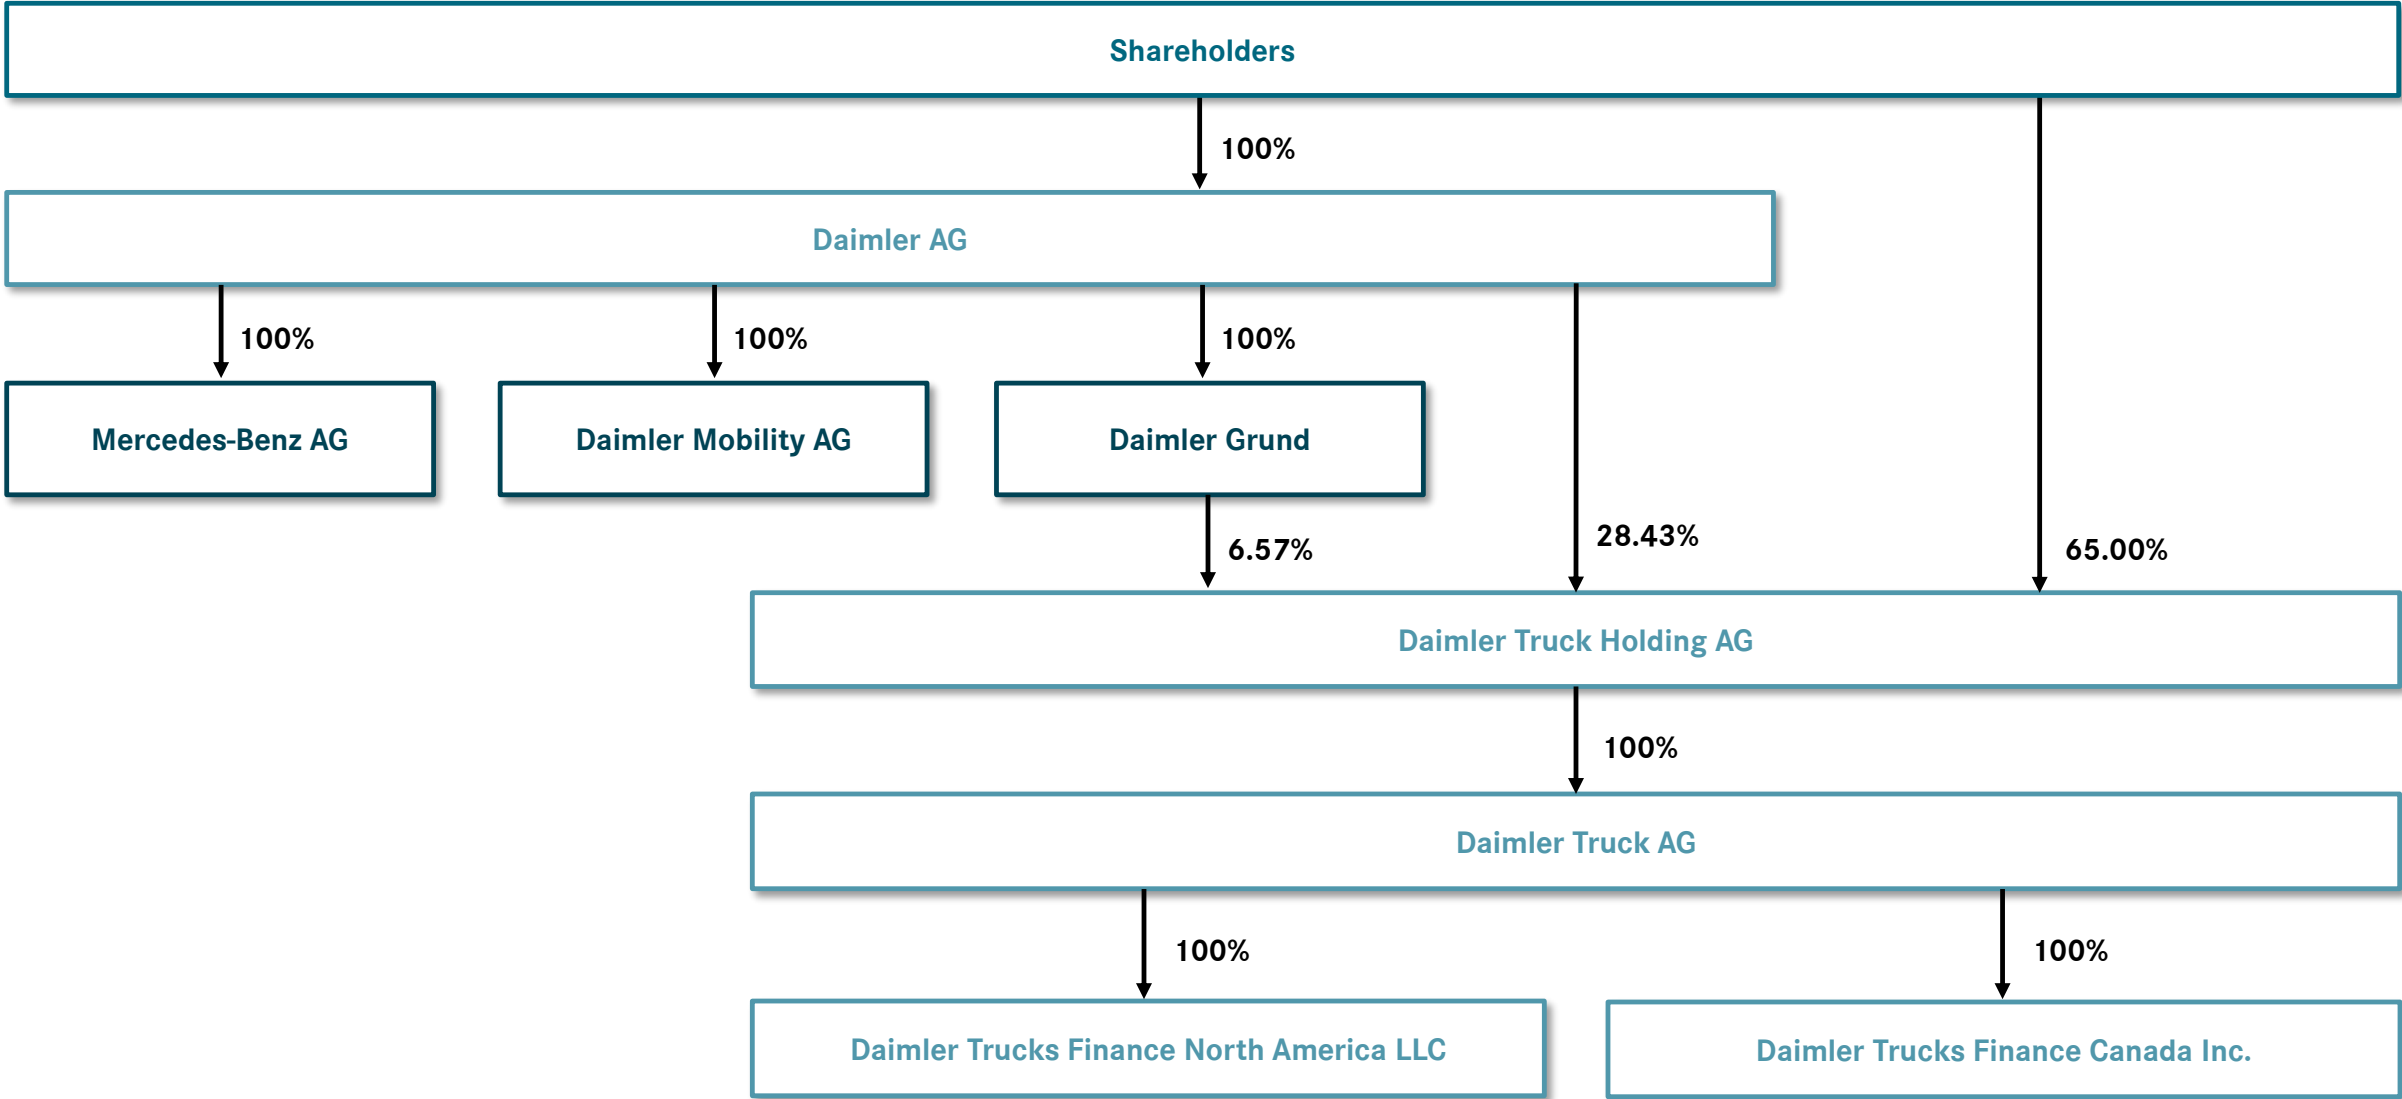 Shareholders
100%
Daimler AG
100%
100%
100%
Mercedes-Benz AG
Daimler Mobility AG
Daimler Grund
6.57%
28.43%
65.00%
Daimler Truck Holding AG
100%
Daimler Truck AG
100%
100%
Daimler Trucks Finance North America LLC
Daimler Trucks Finance Canada Inc.